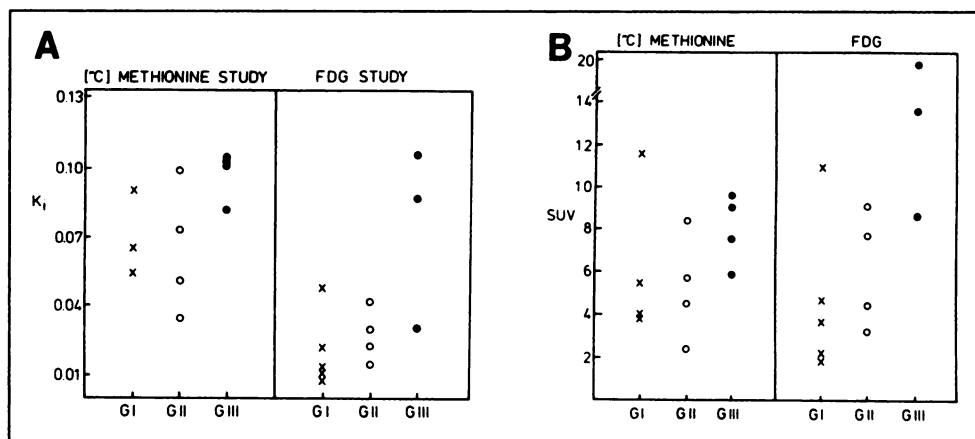 A
[¹¹C] METHIONINE STUDY
FDG STUDY
0.13
0.10
K₁
0.07
0.04
0.01
GI
GII
GIII
GI
GII
GIII
B
[¹¹C] METHIONINE
FDG
20
14
12
10
8
SUV
6
4
2
GI
GII
GIII
GI
GII
GIII